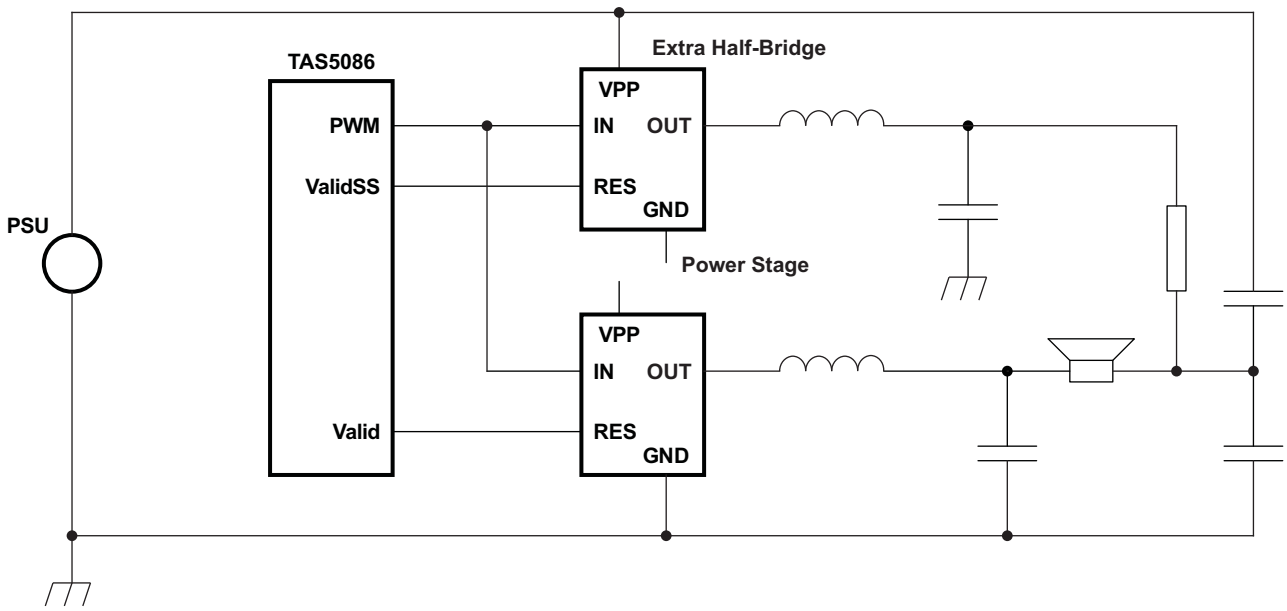 Extra Half-Bridge
TAS5086
VPP
PWM
IN
OUT
ValidSS
RES
GND
PSU
Power Stage
VPP
IN
OUT
Valid
RES
GND